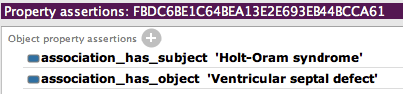 Property assertions: FBDC6BE1C64BEA13E2E693EB44BCCA61
Object property assertions
association_has_subject 'Holt-Oram syndrome'
association_has_object 'Ventricular septal defect'